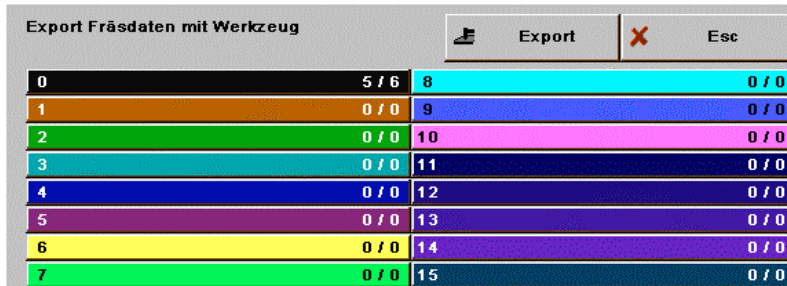 Export Fräsdaten mit Werkzeug
Export
Esc
0 5 / 6 8 0 / 0
1 0 / 0 9 0 / 0
2 0 / 0 10 0 / 0
3 0 / 0 11 0 / 0
4 0 / 0 12 0 / 0
5 0 / 0 13 0 / 0
6 0 / 0 14 0 / 0
7 0 / 0 15 0 / 0